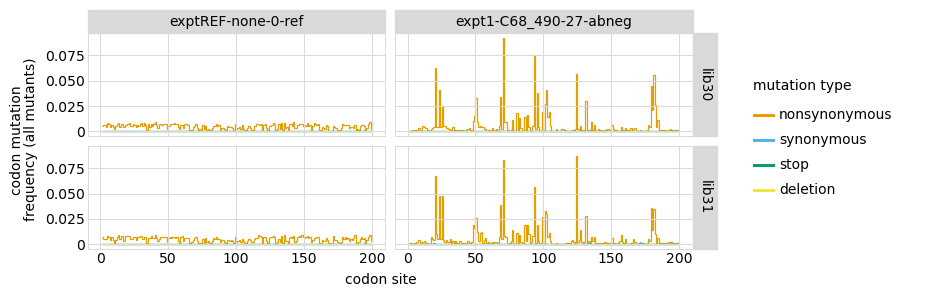 exptREF-none-0-ref
expt1-C68_490-27-abneg
codon mutation
frequency (all mutants)
0.075
0.050
0.025
0
lib30
0.075
0.050
0.025
0
lib31
0
50
100
150
200
0
50
100
150
200
codon site
mutation type
nonsynonymous
synonymous
stop
deletion